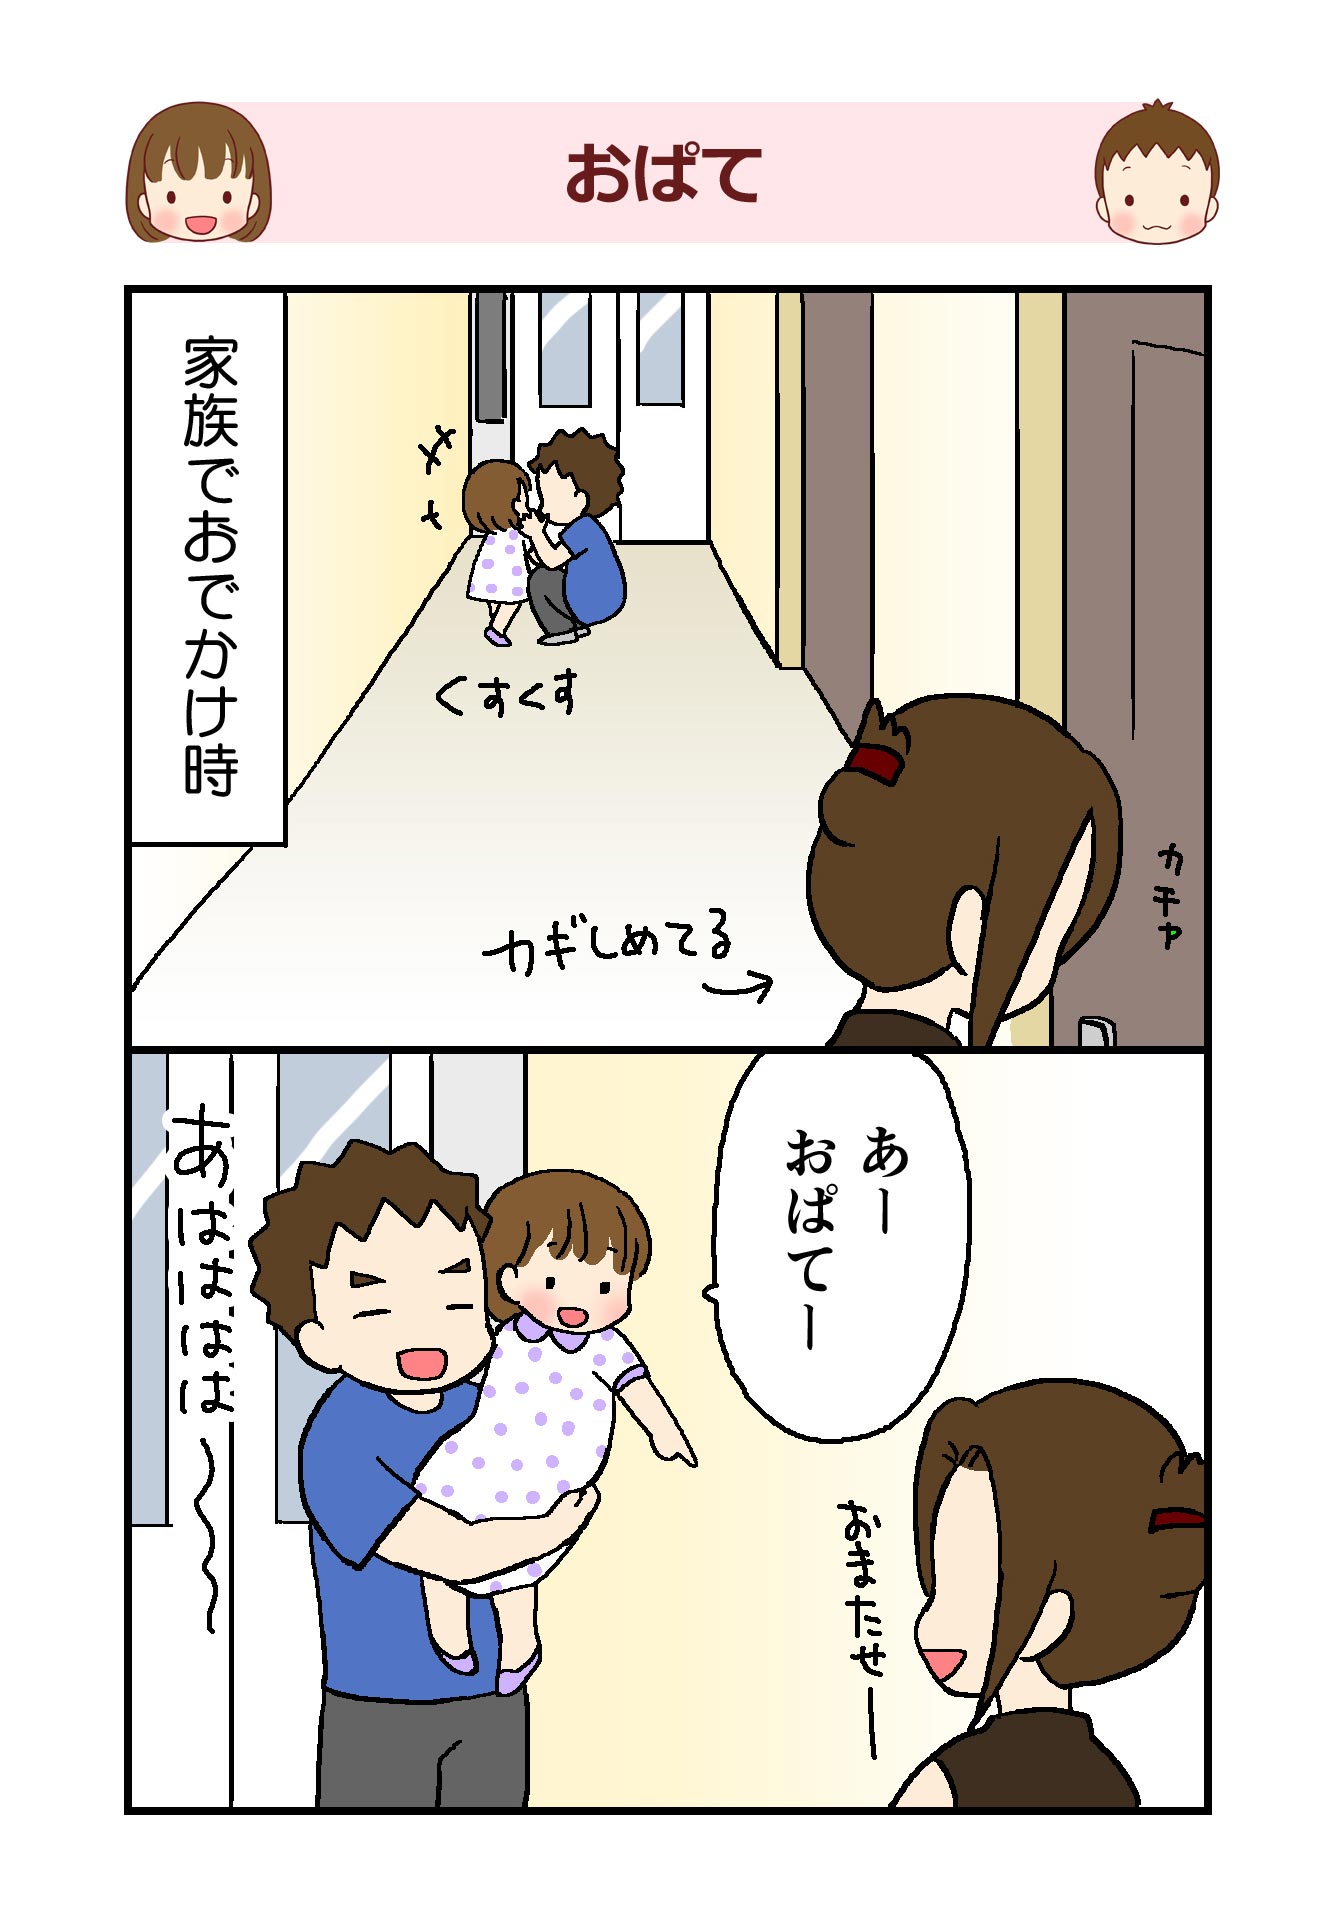 おぱて
家族でおでかけ時
くすくす
カギしめてる
カチャ
あー
おぱてー
おまたせー
あはははは~